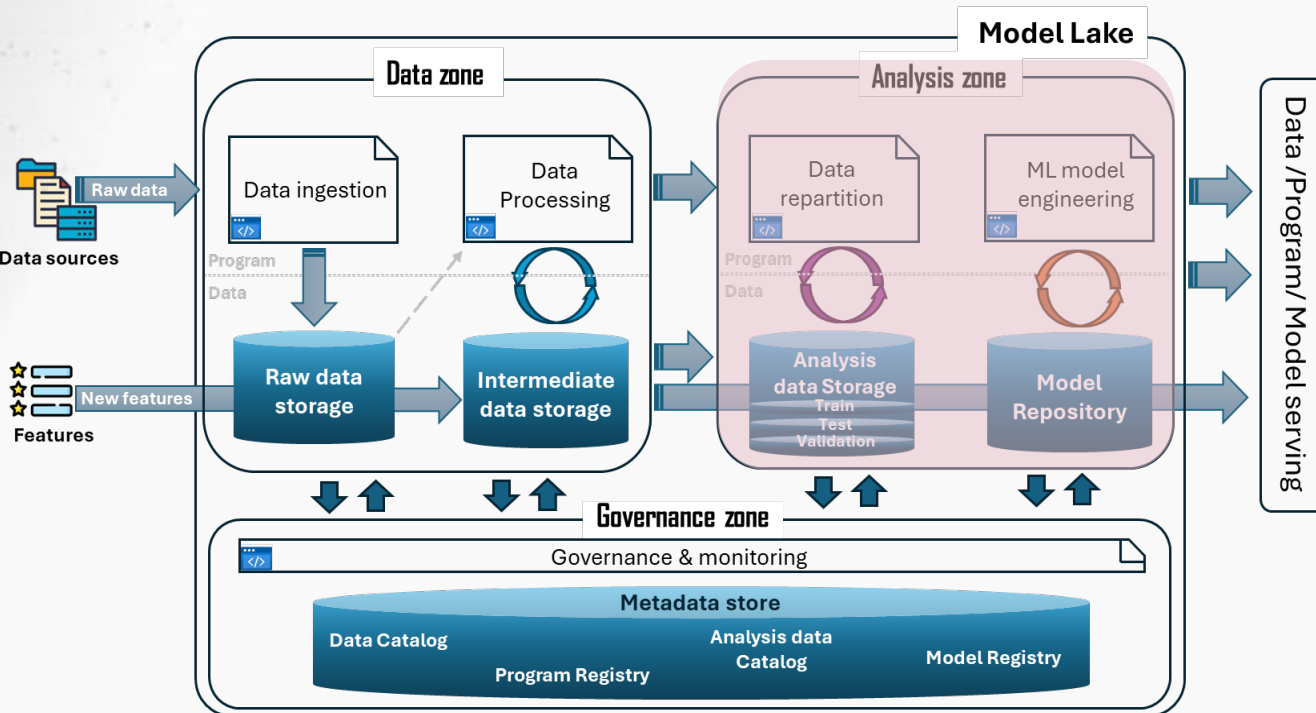 Model Lake
Data zone
Analysis zone
Data ingestion
Data
Processing
Data
repartition
ML model
engineering
Raw data
Data sources
Program
Data
Program
Data
Raw data
storage
Intermediate
data storage
Analysis
data Storage
Train
Test
Validation
Model
Repository
New features
Features
Data /Program/ Model serving
Governance zone
Governance & monitoring
Metadata store
Data Catalog
Program Registry
Analysis data
Catalog
Model Registry